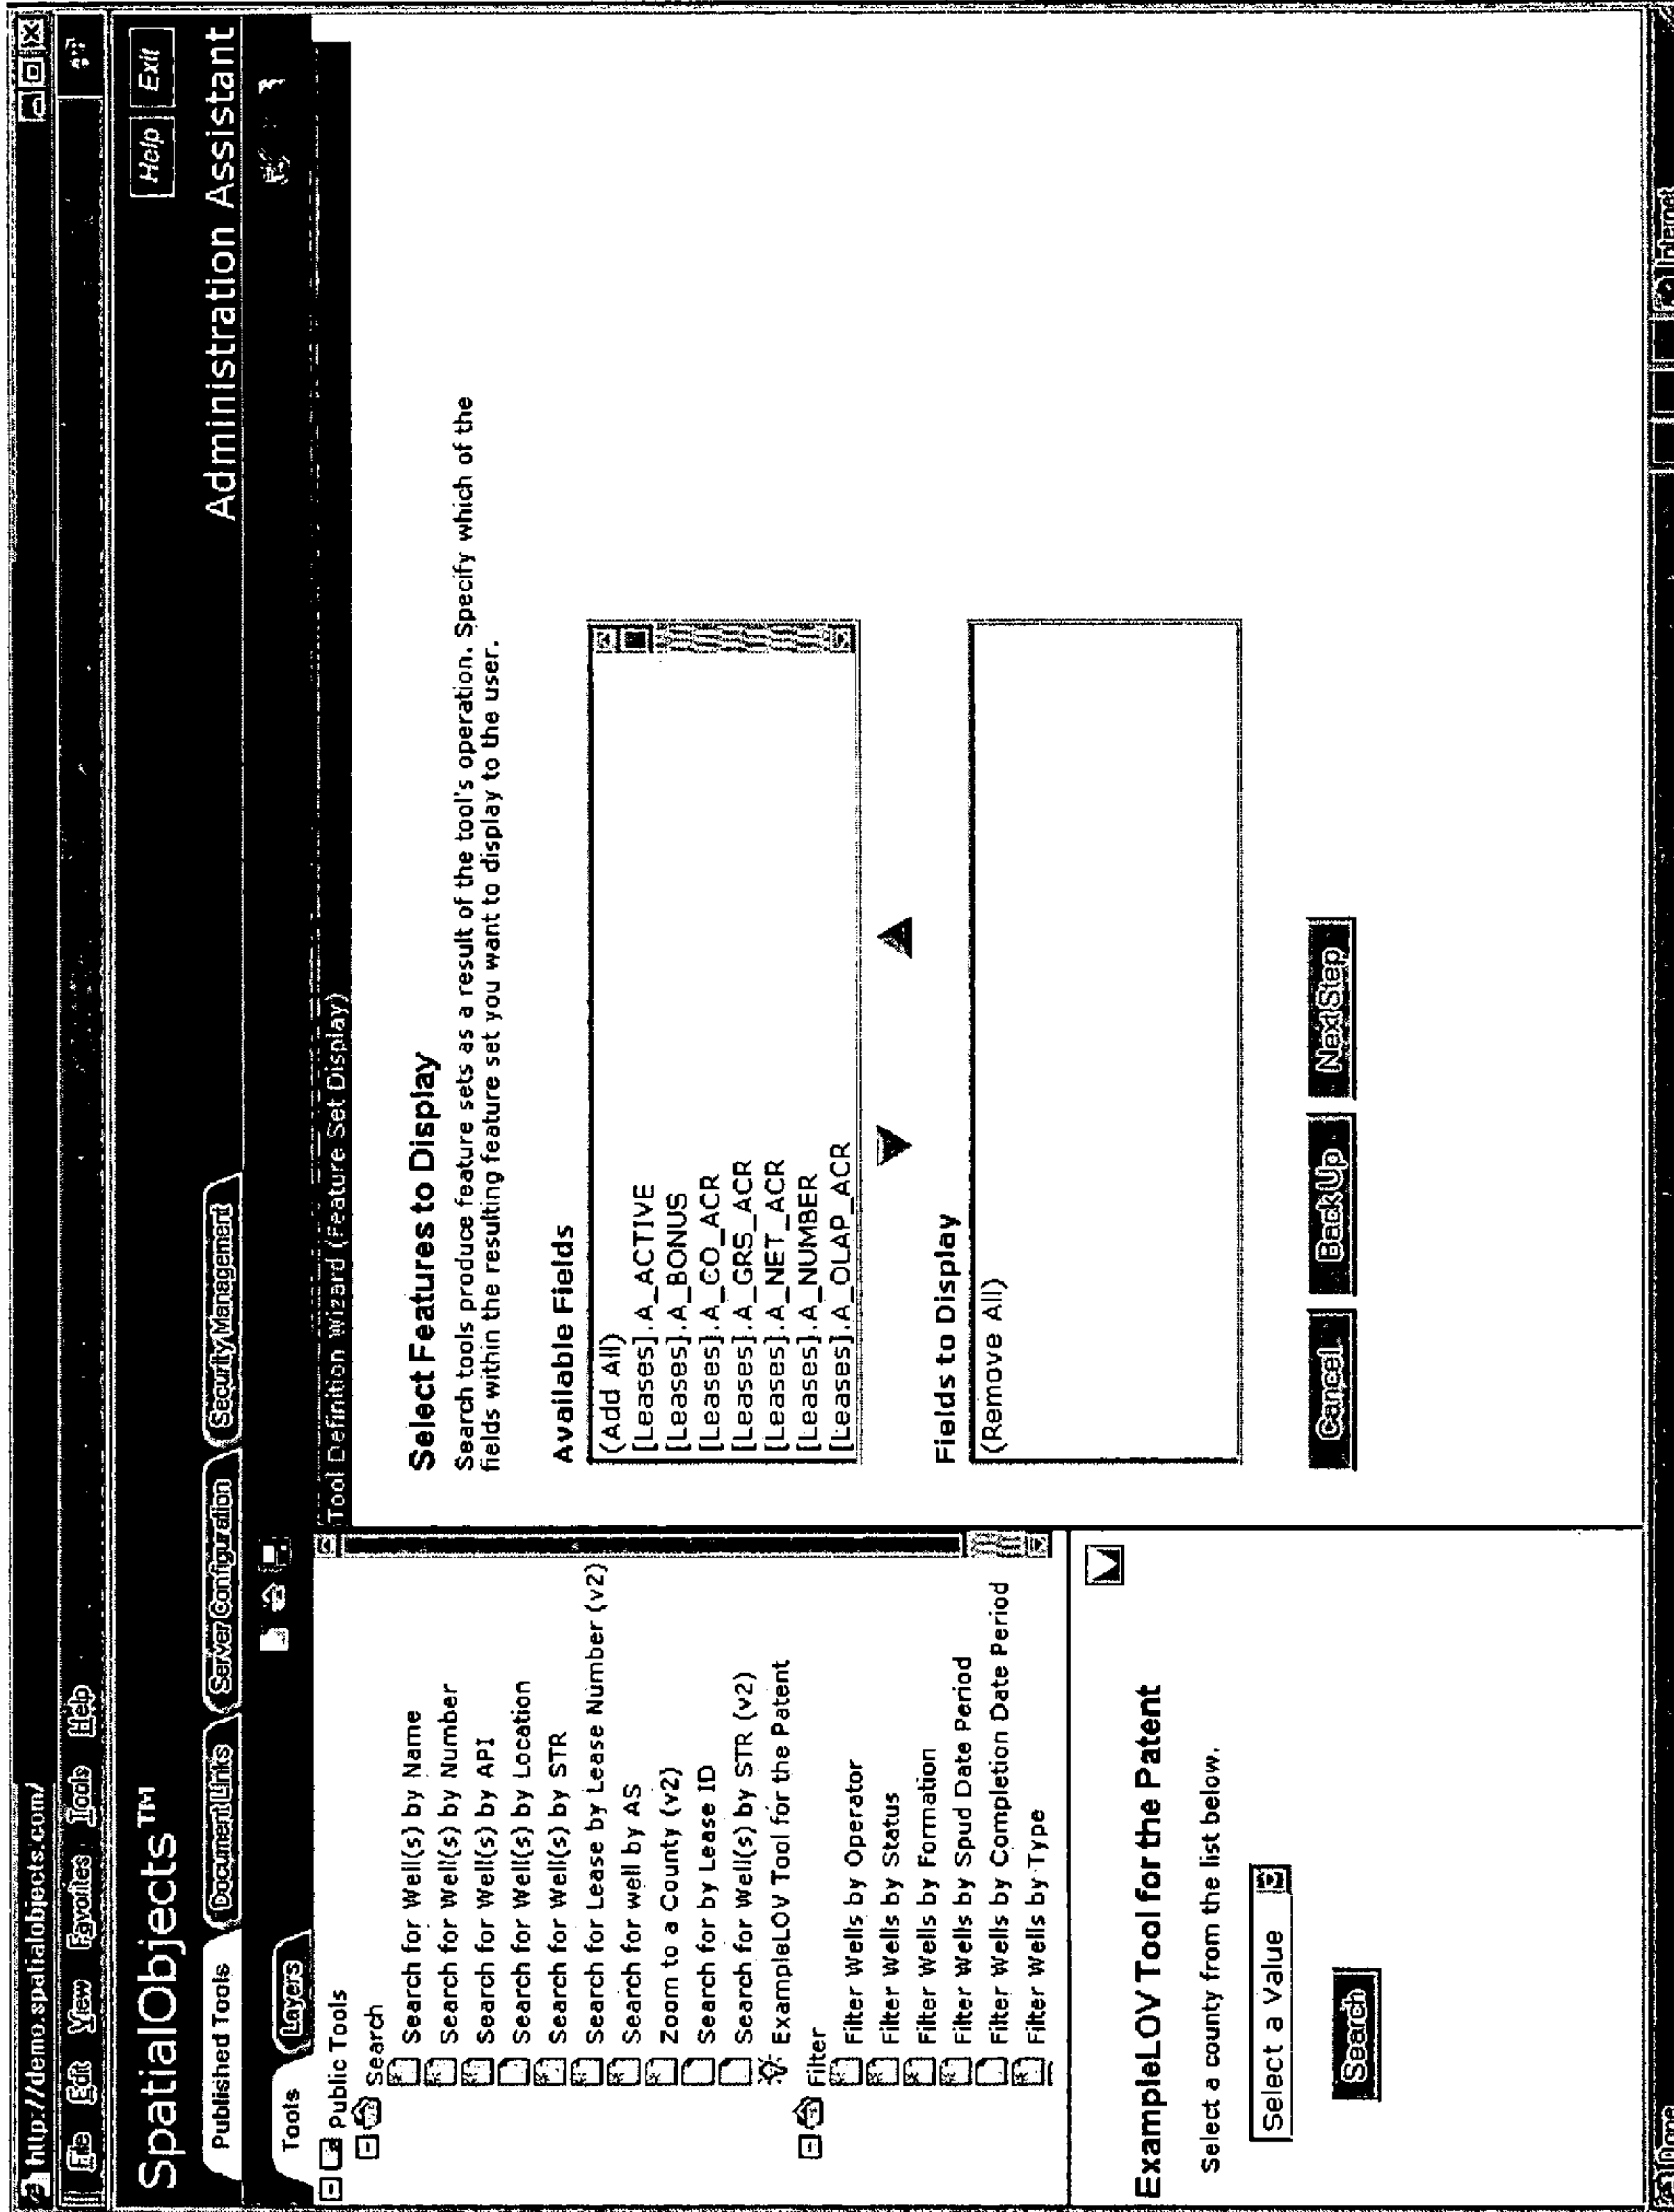 http://demo.spatialobjects.com/
File Edit View Favorites Tools Help
SpatialObjects™
Help Exit
Administration Assistant
Published Tools Document Links Server Configuration Security Management
Tools Layers
Public Tools
Search
Search for Well(s) by Name
Search for Well(s) by Number
Search for Well(s) by API
Search for Well(s) by Location
Search for Well(s) by STR
Search for Lease by Lease Number (v2)
Search for well by AS
Zoom to a County (v2)
Search for by Lease ID
Search for Well(s) by STR (v2)
ExampleLOV Tool for the Patent
Filter
Filter Wells by Operator
Filter Wells by Status
Filter Wells by Formation
Filter Wells by Spud Date Period
Filter Wells by Completion Date Period
Filter Wells by Type
ExampleLOV Tool for the Patent
Select a county from the list below.
Select a Value
Search
Tool Definition Wizard (Feature Set Display)
Select Features to Display
Search tools produce feature sets as a result of the tool's operation. Specify which of the
fields within the resulting feature set you want to display to the user.
Available Fields
(Add All)
[Leases].A_ACTIVE
[Leases].A_BONUS
[Leases].A_CO_ACR
[Leases].A_GRS_ACR
[Leases].A_NET_ACR
[Leases].A_NUMBER
[Leases].A_OLAP_ACR
Fields to Display
(Remove All)
Cancel Back Up Next Step
Done
Internet